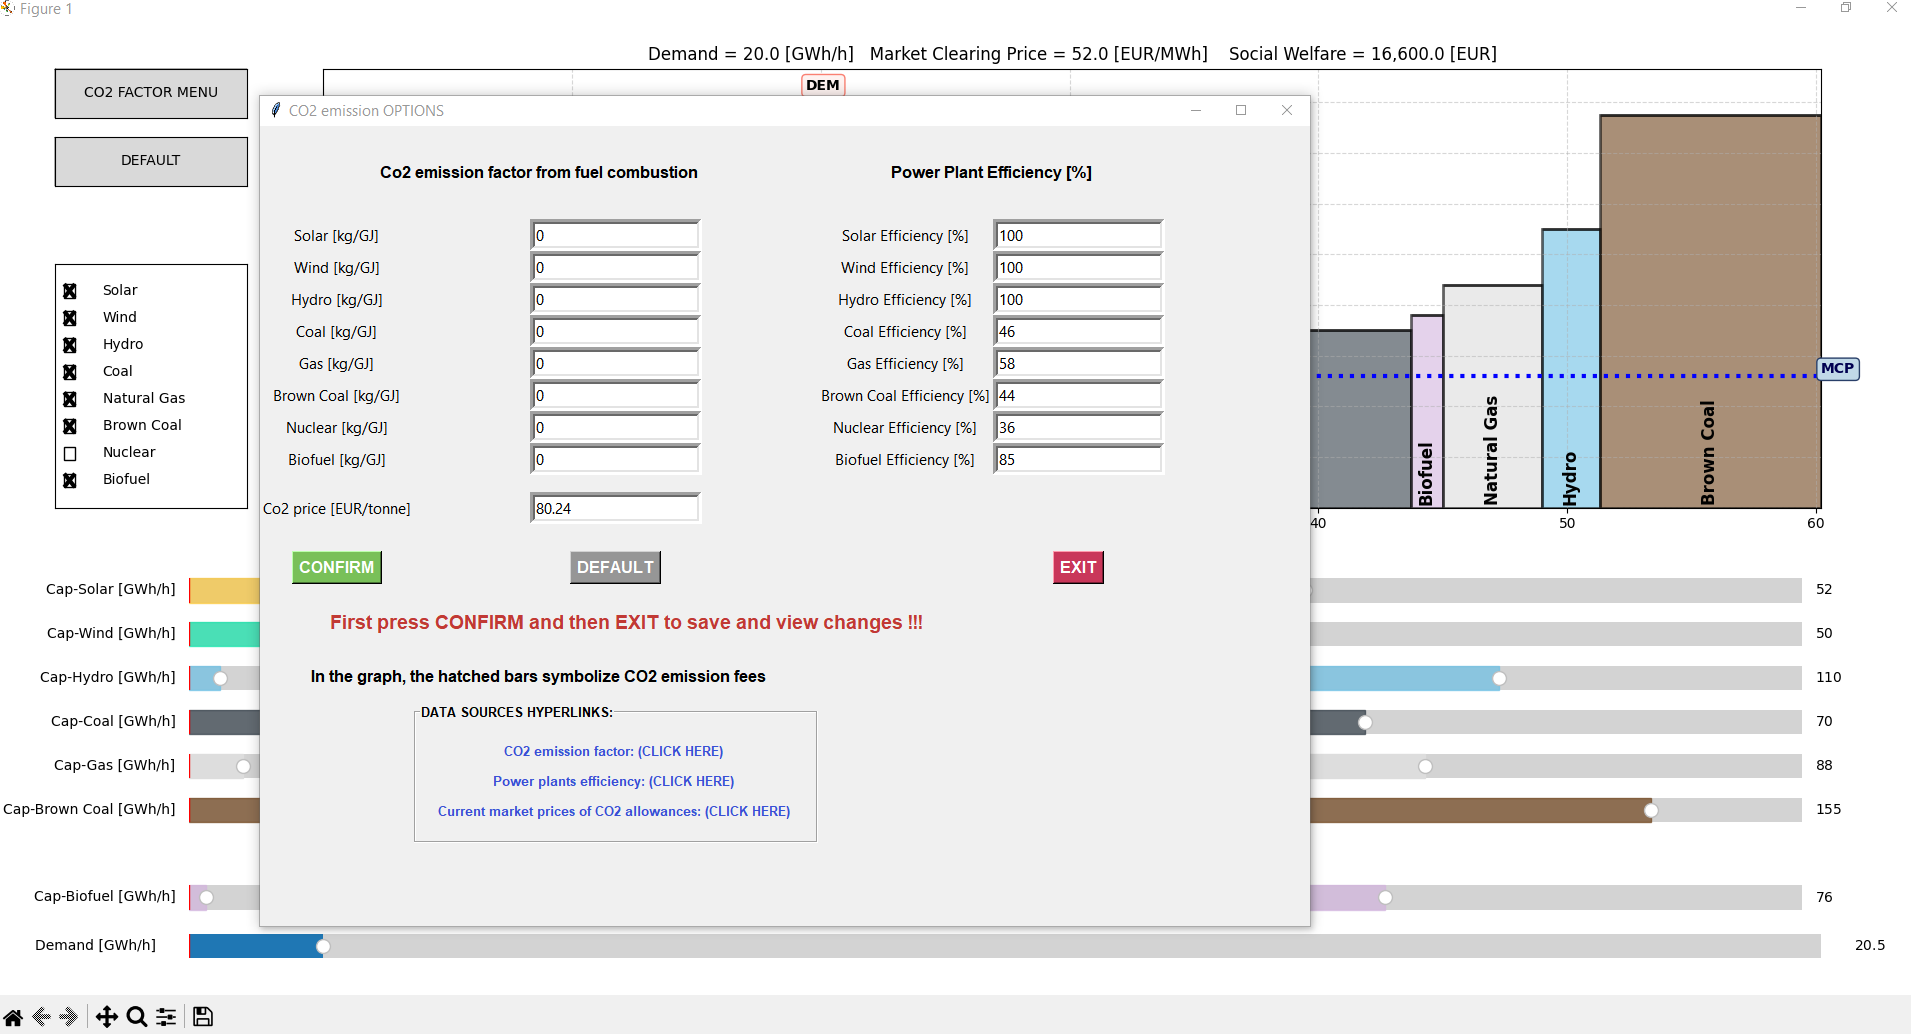 Figure 1
Demand = 20.0 [GWh/h]   Market Clearing Price = 52.0 [EUR/MWh]    Social Welfare = 16,600.0 [EUR]
CO2 FACTOR MENU
DEFAULT
DEM
Solar
Wind
Hydro
Coal
Natural Gas
Brown Coal
Nuclear
Biofuel
CO2 emission OPTIONS
Co2 emission factor from fuel combustion
Power Plant Efficiency [%]
Solar [kg/GJ] 0 Solar Efficiency [%] 100
Wind [kg/GJ] 0 Wind Efficiency [%] 100
Hydro [kg/GJ] 0 Hydro Efficiency [%] 100
Coal [kg/GJ] 0 Coal Efficiency [%] 46
Gas [kg/GJ] 0 Gas Efficiency [%] 58
Brown Coal [kg/GJ] 0 Brown Coal Efficiency [%] 44
Nuclear [kg/GJ] 0 Nuclear Efficiency [%] 36
Biofuel [kg/GJ] 0 Biofuel Efficiency [%] 85
Co2 price [EUR/tonne] 80.24
CONFIRM DEFAULT EXIT
First press CONFIRM and then EXIT to save and view changes !!!
In the graph, the hatched bars symbolize CO2 emission fees
DATA SOURCES HYPERLINKS:
CO2 emission factor: (CLICK HERE)
Power plants efficiency: (CLICK HERE)
Current market prices of CO2 allowances: (CLICK HERE)
MCP
Biofuel
Natural Gas
Hydro
Brown Coal
40 50 60
Cap-Solar [GWh/h] 52
Cap-Wind [GWh/h] 50
Cap-Hydro [GWh/h] 110
Cap-Coal [GWh/h] 70
Cap-Gas [GWh/h] 88
Cap-Brown Coal [GWh/h] 155
Cap-Biofuel [GWh/h] 76
Demand [GWh/h] 20.5